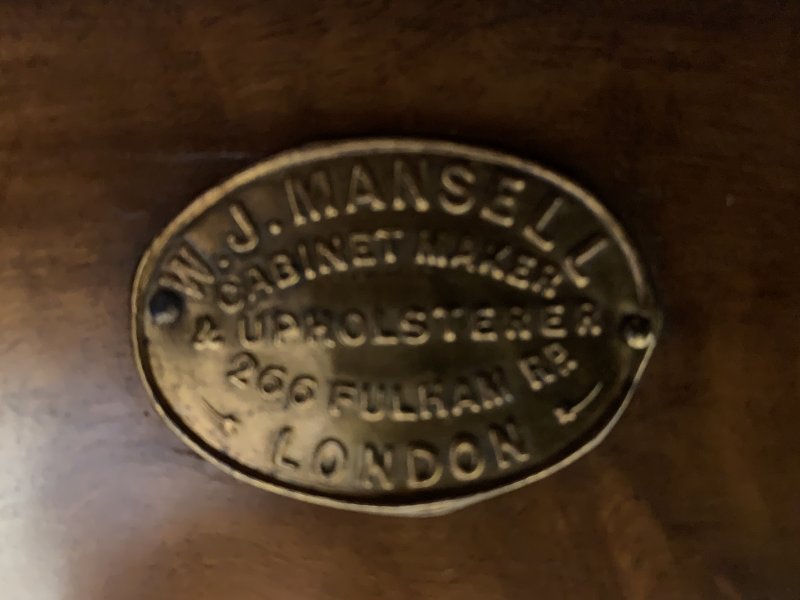 W. J. MANSELL
CABINET MAKER
& UPHOLSTERER
266 FULHAM RD.
LONDON